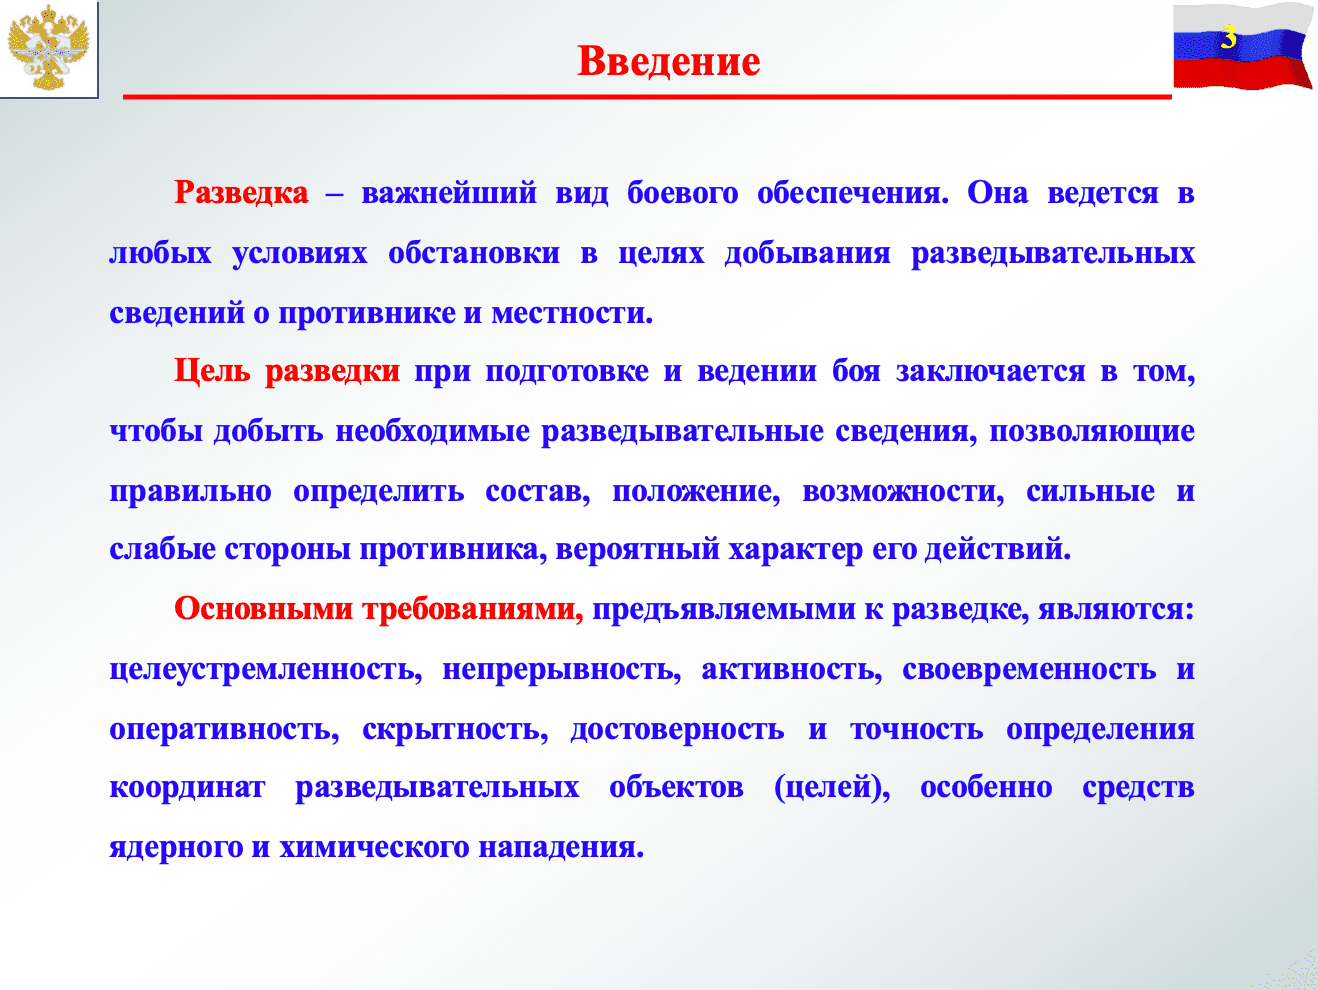 3
Введение
Разведка – важнейший вид боевого обеспечения. Она ведется в
любых условиях обстановки в целях добывания разведывательных
сведений о противнике и местности.
Цель разведки при подготовке и ведении боя заключается в том,
чтобы добыть необходимые разведывательные сведения, позволяющие
правильно определить состав, положение, возможности, сильные и
слабые стороны противника, вероятный характер его действий.
Основными требованиями, предъявляемыми к разведке, являются:
целеустремленность, непрерывность, активность, своевременность и
оперативность, скрытность, достоверность и точность определения
координат разведывательных объектов (целей), особенно средств
ядерного и химического нападения.